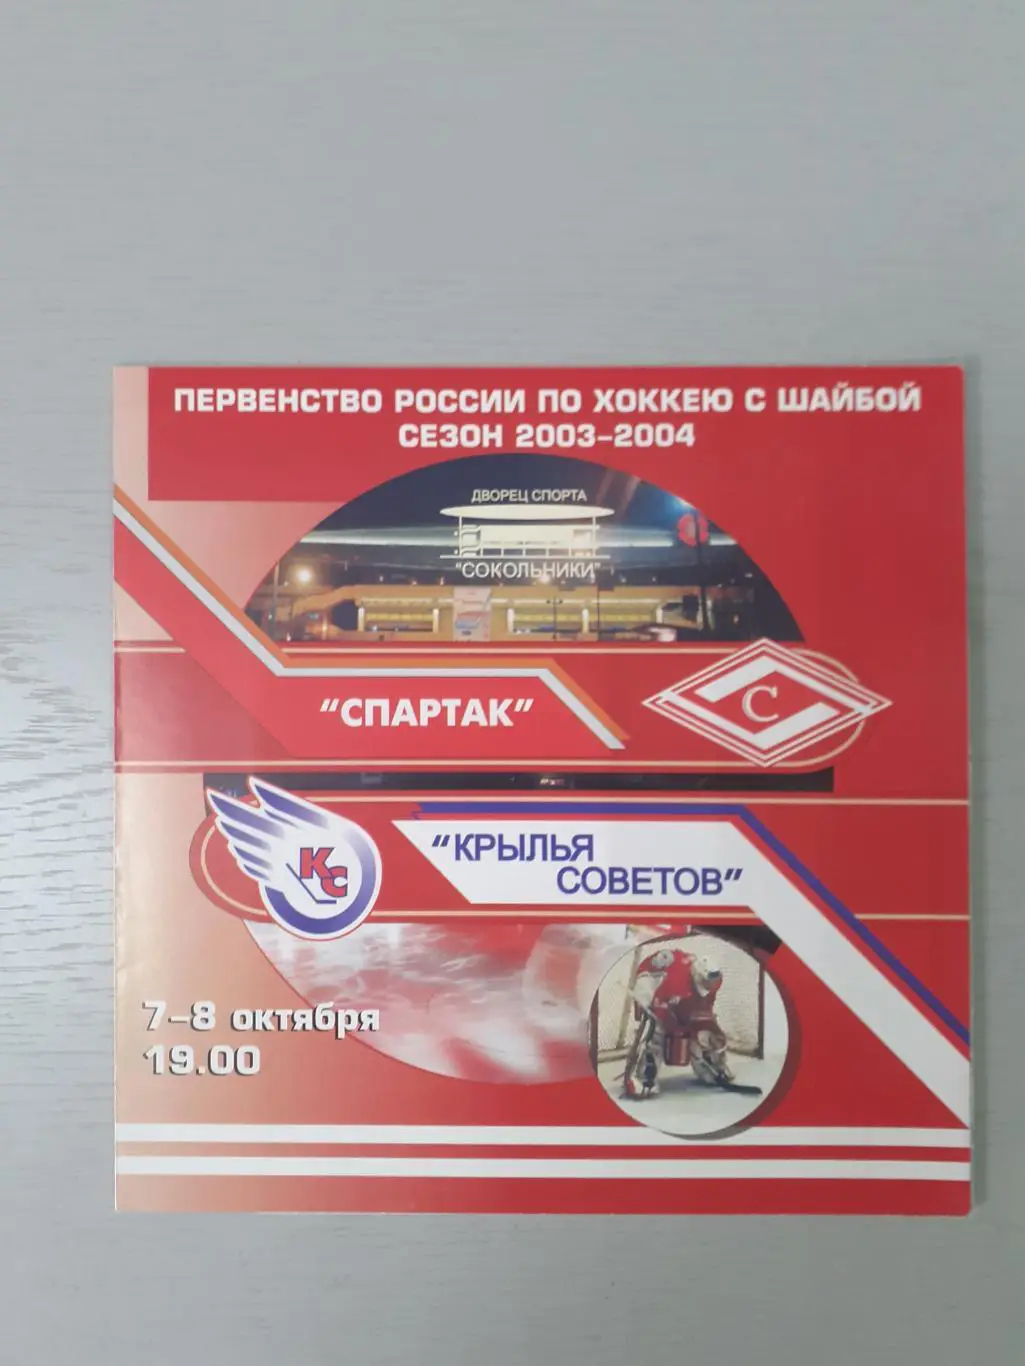 ПЕРВЕНСТВО РОССИИ ПО ХОККЕЮ С ШАЙБОЙ
СЕЗОН 2003-2004
ДВОРЕЦ СПОРТА
"СОКОЛЬНИКИ"
"СПАРТАК"
С
КС
"КРЫЛЬЯ
СОВЕТОВ"
7-8 октября
19.00